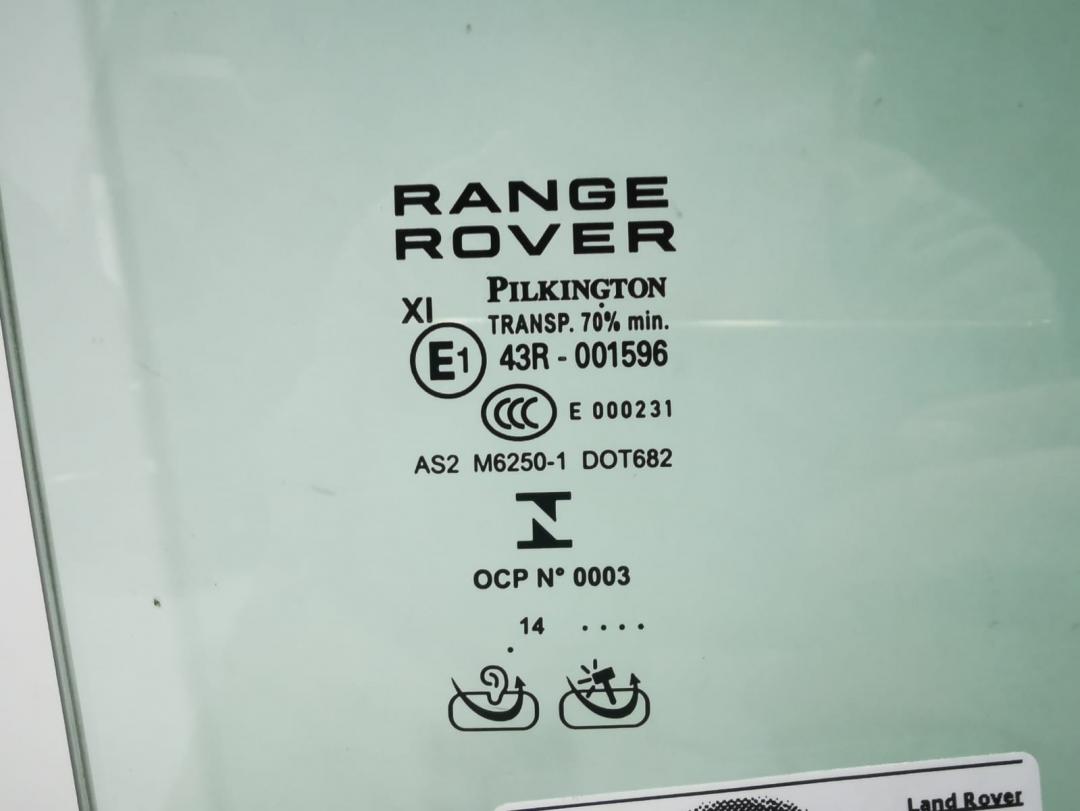 RANGE
ROVER
PILKINGTON
XI
TRANSP. 70% min.
E1 43R - 001596
CCC E 000231
AS2 M6250-1 DOT682
OCP N° 0003
. 14 ....
Land Rover